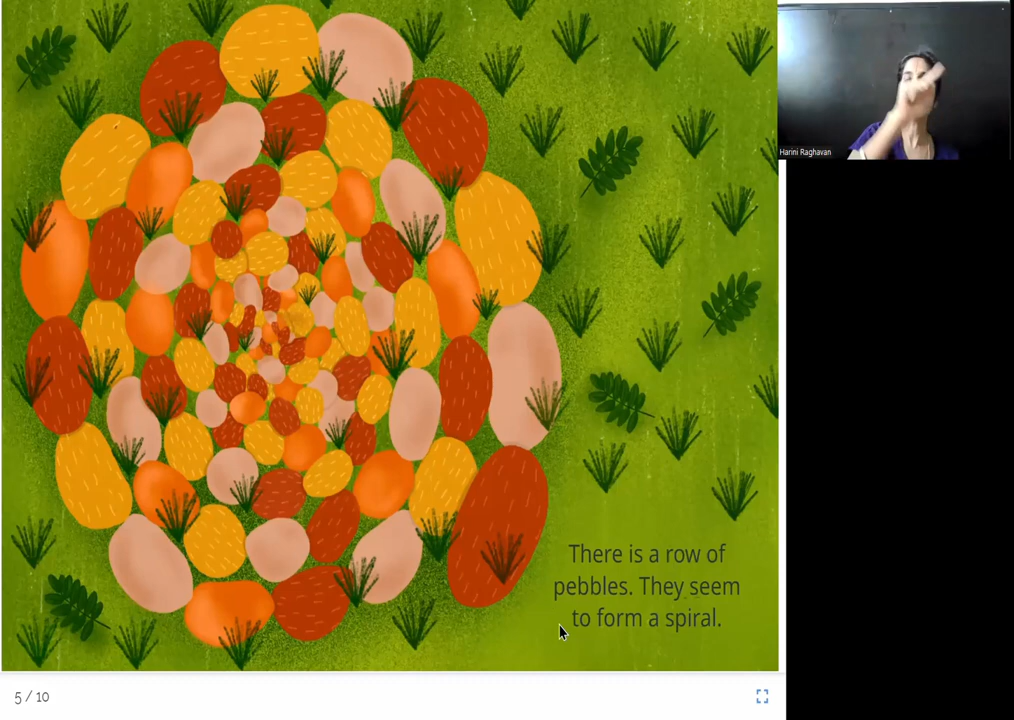 Harini Raghavan
There is a row of
pebbles. They seem
to form a spiral.
5 / 10